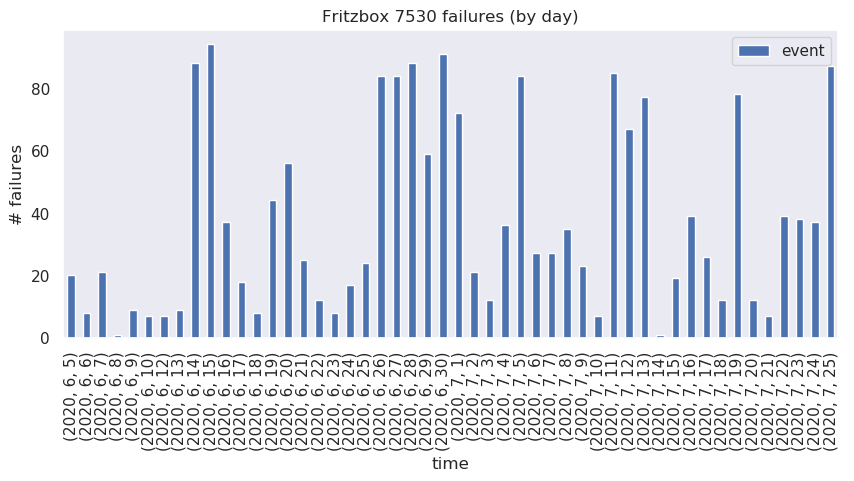 Fritzbox 7530 failures (by day)
event
# failures
80
60
40
20
0
(2020, 6, 5)
(2020, 6, 6)
(2020, 6, 7)
(2020, 6, 8)
(2020, 6, 9)
(2020, 6, 10)
(2020, 6, 12)
(2020, 6, 13)
(2020, 6, 14)
(2020, 6, 15)
(2020, 6, 16)
(2020, 6, 17)
(2020, 6, 18)
(2020, 6, 19)
(2020, 6, 20)
(2020, 6, 21)
(2020, 6, 22)
(2020, 6, 23)
(2020, 6, 24)
(2020, 6, 25)
(2020, 6, 26)
(2020, 6, 27)
(2020, 6, 28)
(2020, 6, 29)
(2020, 6, 30)
(2020, 7, 1)
(2020, 7, 2)
(2020, 7, 3)
(2020, 7, 4)
(2020, 7, 5)
(2020, 7, 6)
(2020, 7, 7)
(2020, 7, 8)
(2020, 7, 9)
(2020, 7, 10)
(2020, 7, 11)
(2020, 7, 12)
(2020, 7, 13)
(2020, 7, 14)
(2020, 7, 15)
(2020, 7, 16)
(2020, 7, 17)
(2020, 7, 18)
(2020, 7, 19)
(2020, 7, 20)
(2020, 7, 21)
(2020, 7, 22)
(2020, 7, 23)
(2020, 7, 24)
(2020, 7, 25)
time